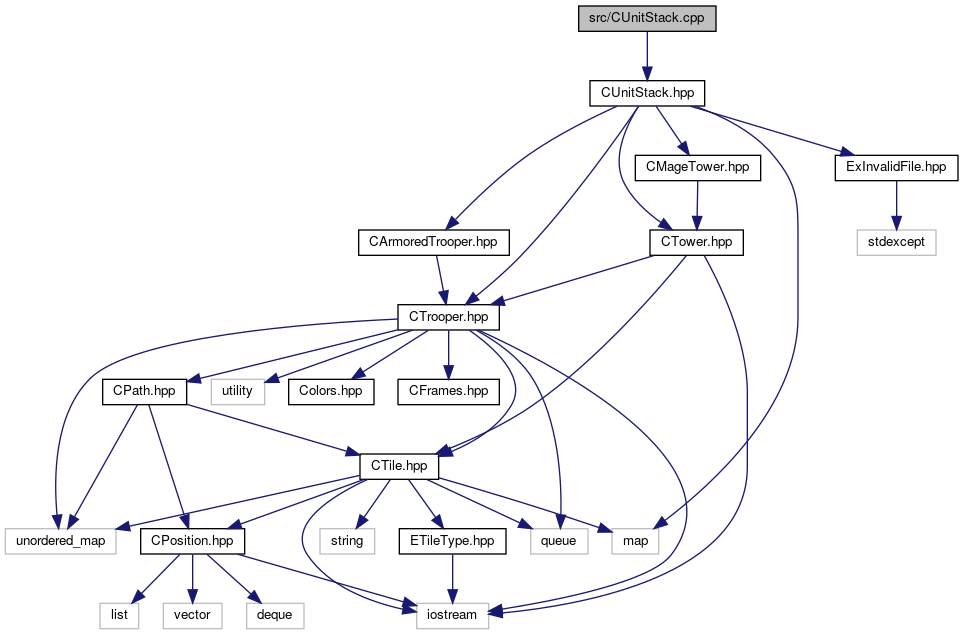 src/CUnitStack.cpp
CUnitStack.hpp
CMageTower.hpp
ExInvalidFile.hpp
CArmoredTrooper.hpp
CTower.hpp
stdexcept
CTrooper.hpp
CPath.hpp
utility
Colors.hpp
CFrames.hpp
CTile.hpp
unordered_map
CPosition.hpp
string
ETileType.hpp
queue
map
list
vector
deque
iostream